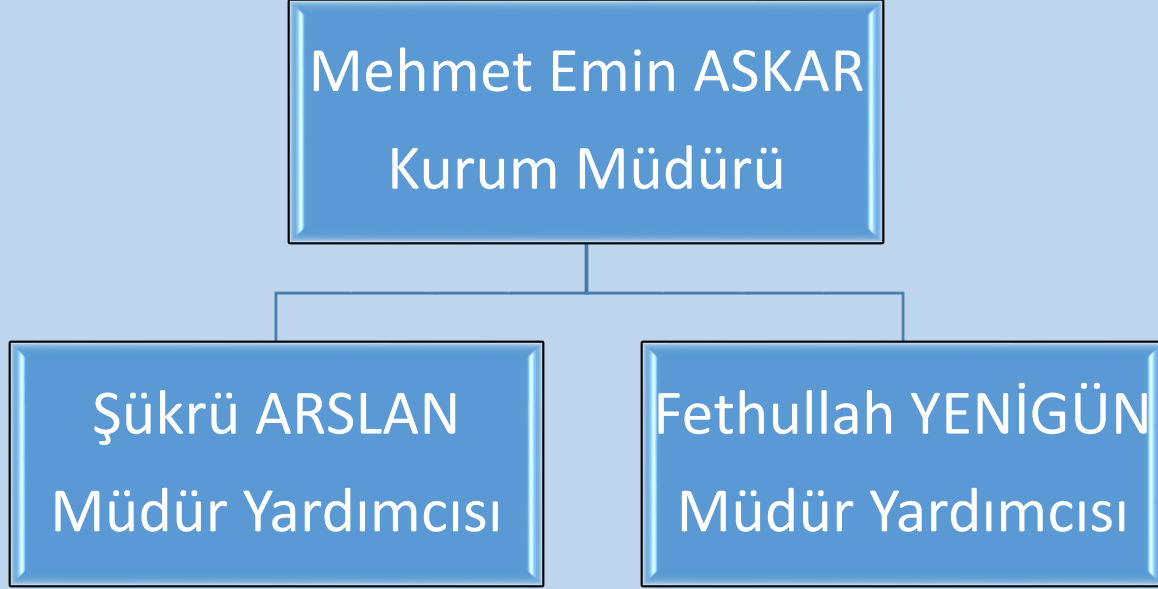 Mehmet Emin ASKAR
Kurum Müdürü
Şükrü ARSLAN
Müdür Yardımcısı
Fethullah YENİGÜN
Müdür Yardımcısı